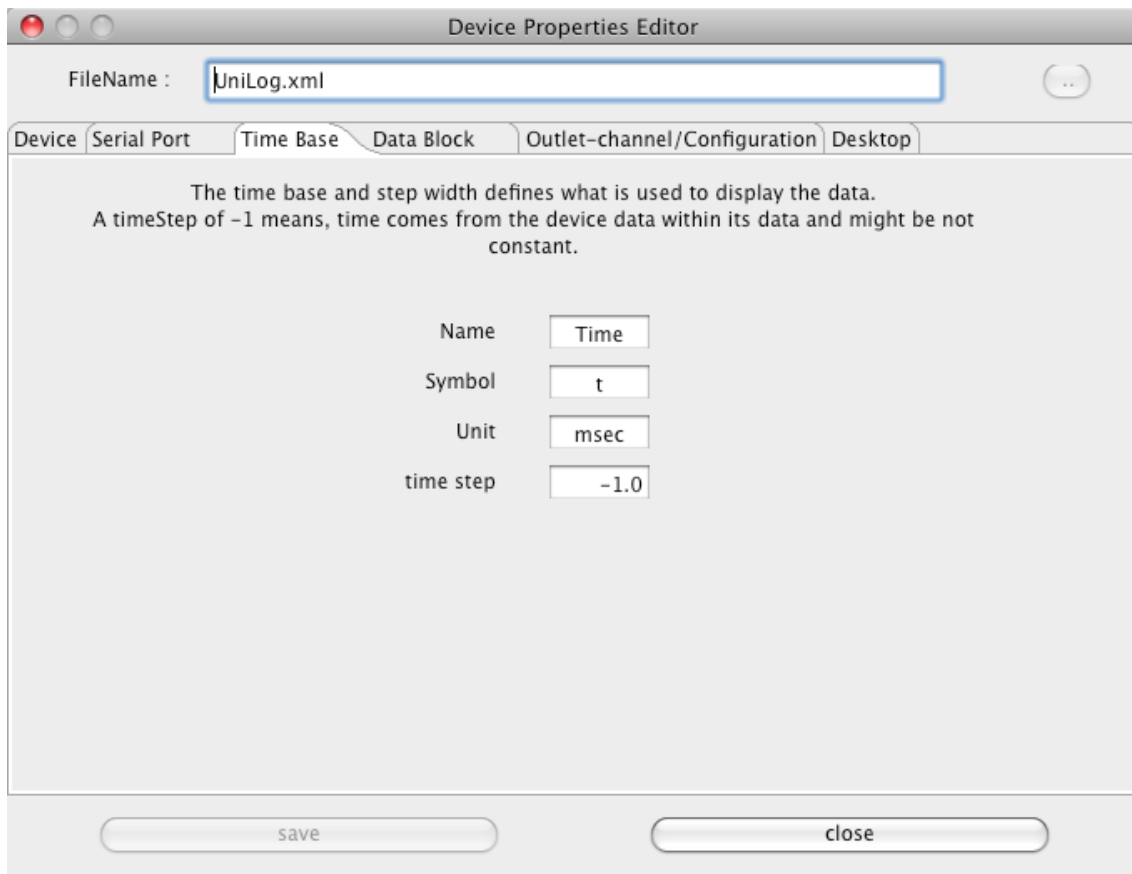 Device Properties Editor
FileName :
UniLog.xml
..
Device Serial Port Time Base Data Block Outlet-channel/Configuration Desktop
The time base and step width defines what is used to display the data.
A timeStep of -1 means, time comes from the device data within its data and might be not
constant.
Name Time
Symbol t
Unit msec
time step -1.0
save close